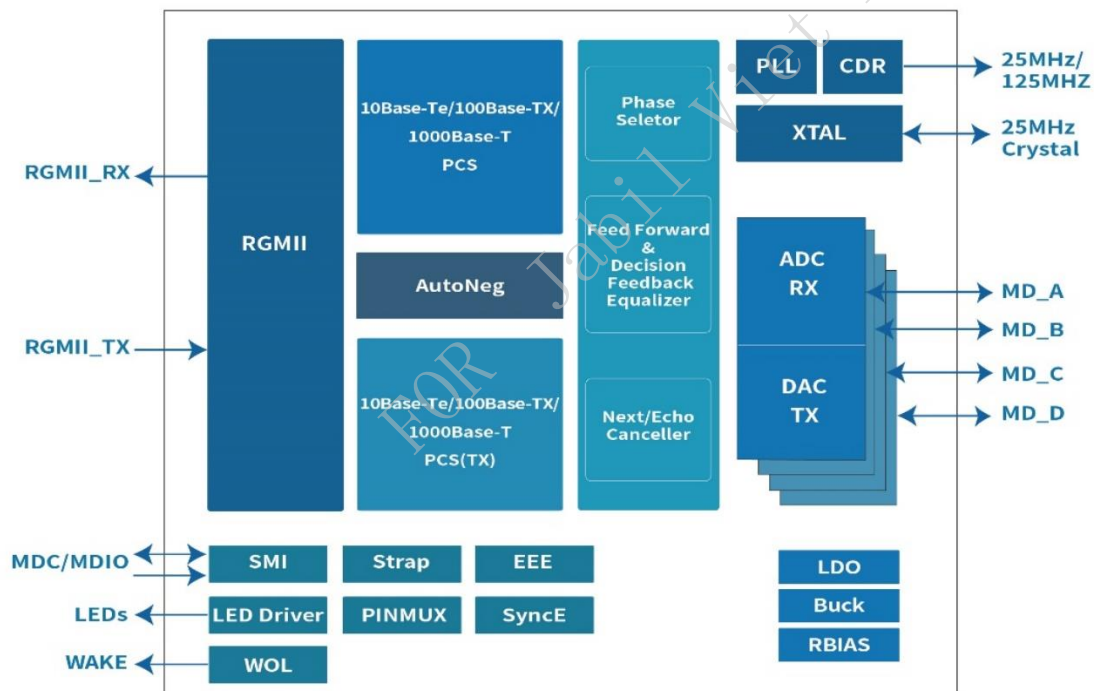 RGMII_RX
RGMII_TX
RGMII
10Base-Te/100Base-TX/
1000Base-T
PCS
AutoNeg
10Base-Te/100Base-TX/
1000Base-T
PCS(TX)
Phase
Seletor
Feed Forward
&
Decision
Feedback
Equalizer
Next/Echo
Canceller
PLL
CDR
25MHz/
125MHZ
XTAL
25MHz
Crystal
ADC
RX
DAC
TX
MD_A
MD_B
MD_C
MD_D
MDC/MDIO
SMI
Strap
EEE
LEDs
LED Driver
PINMUX
SyncE
WAKE
WOL
LDO
Buck
RBIAS
FOR Jabil Viet